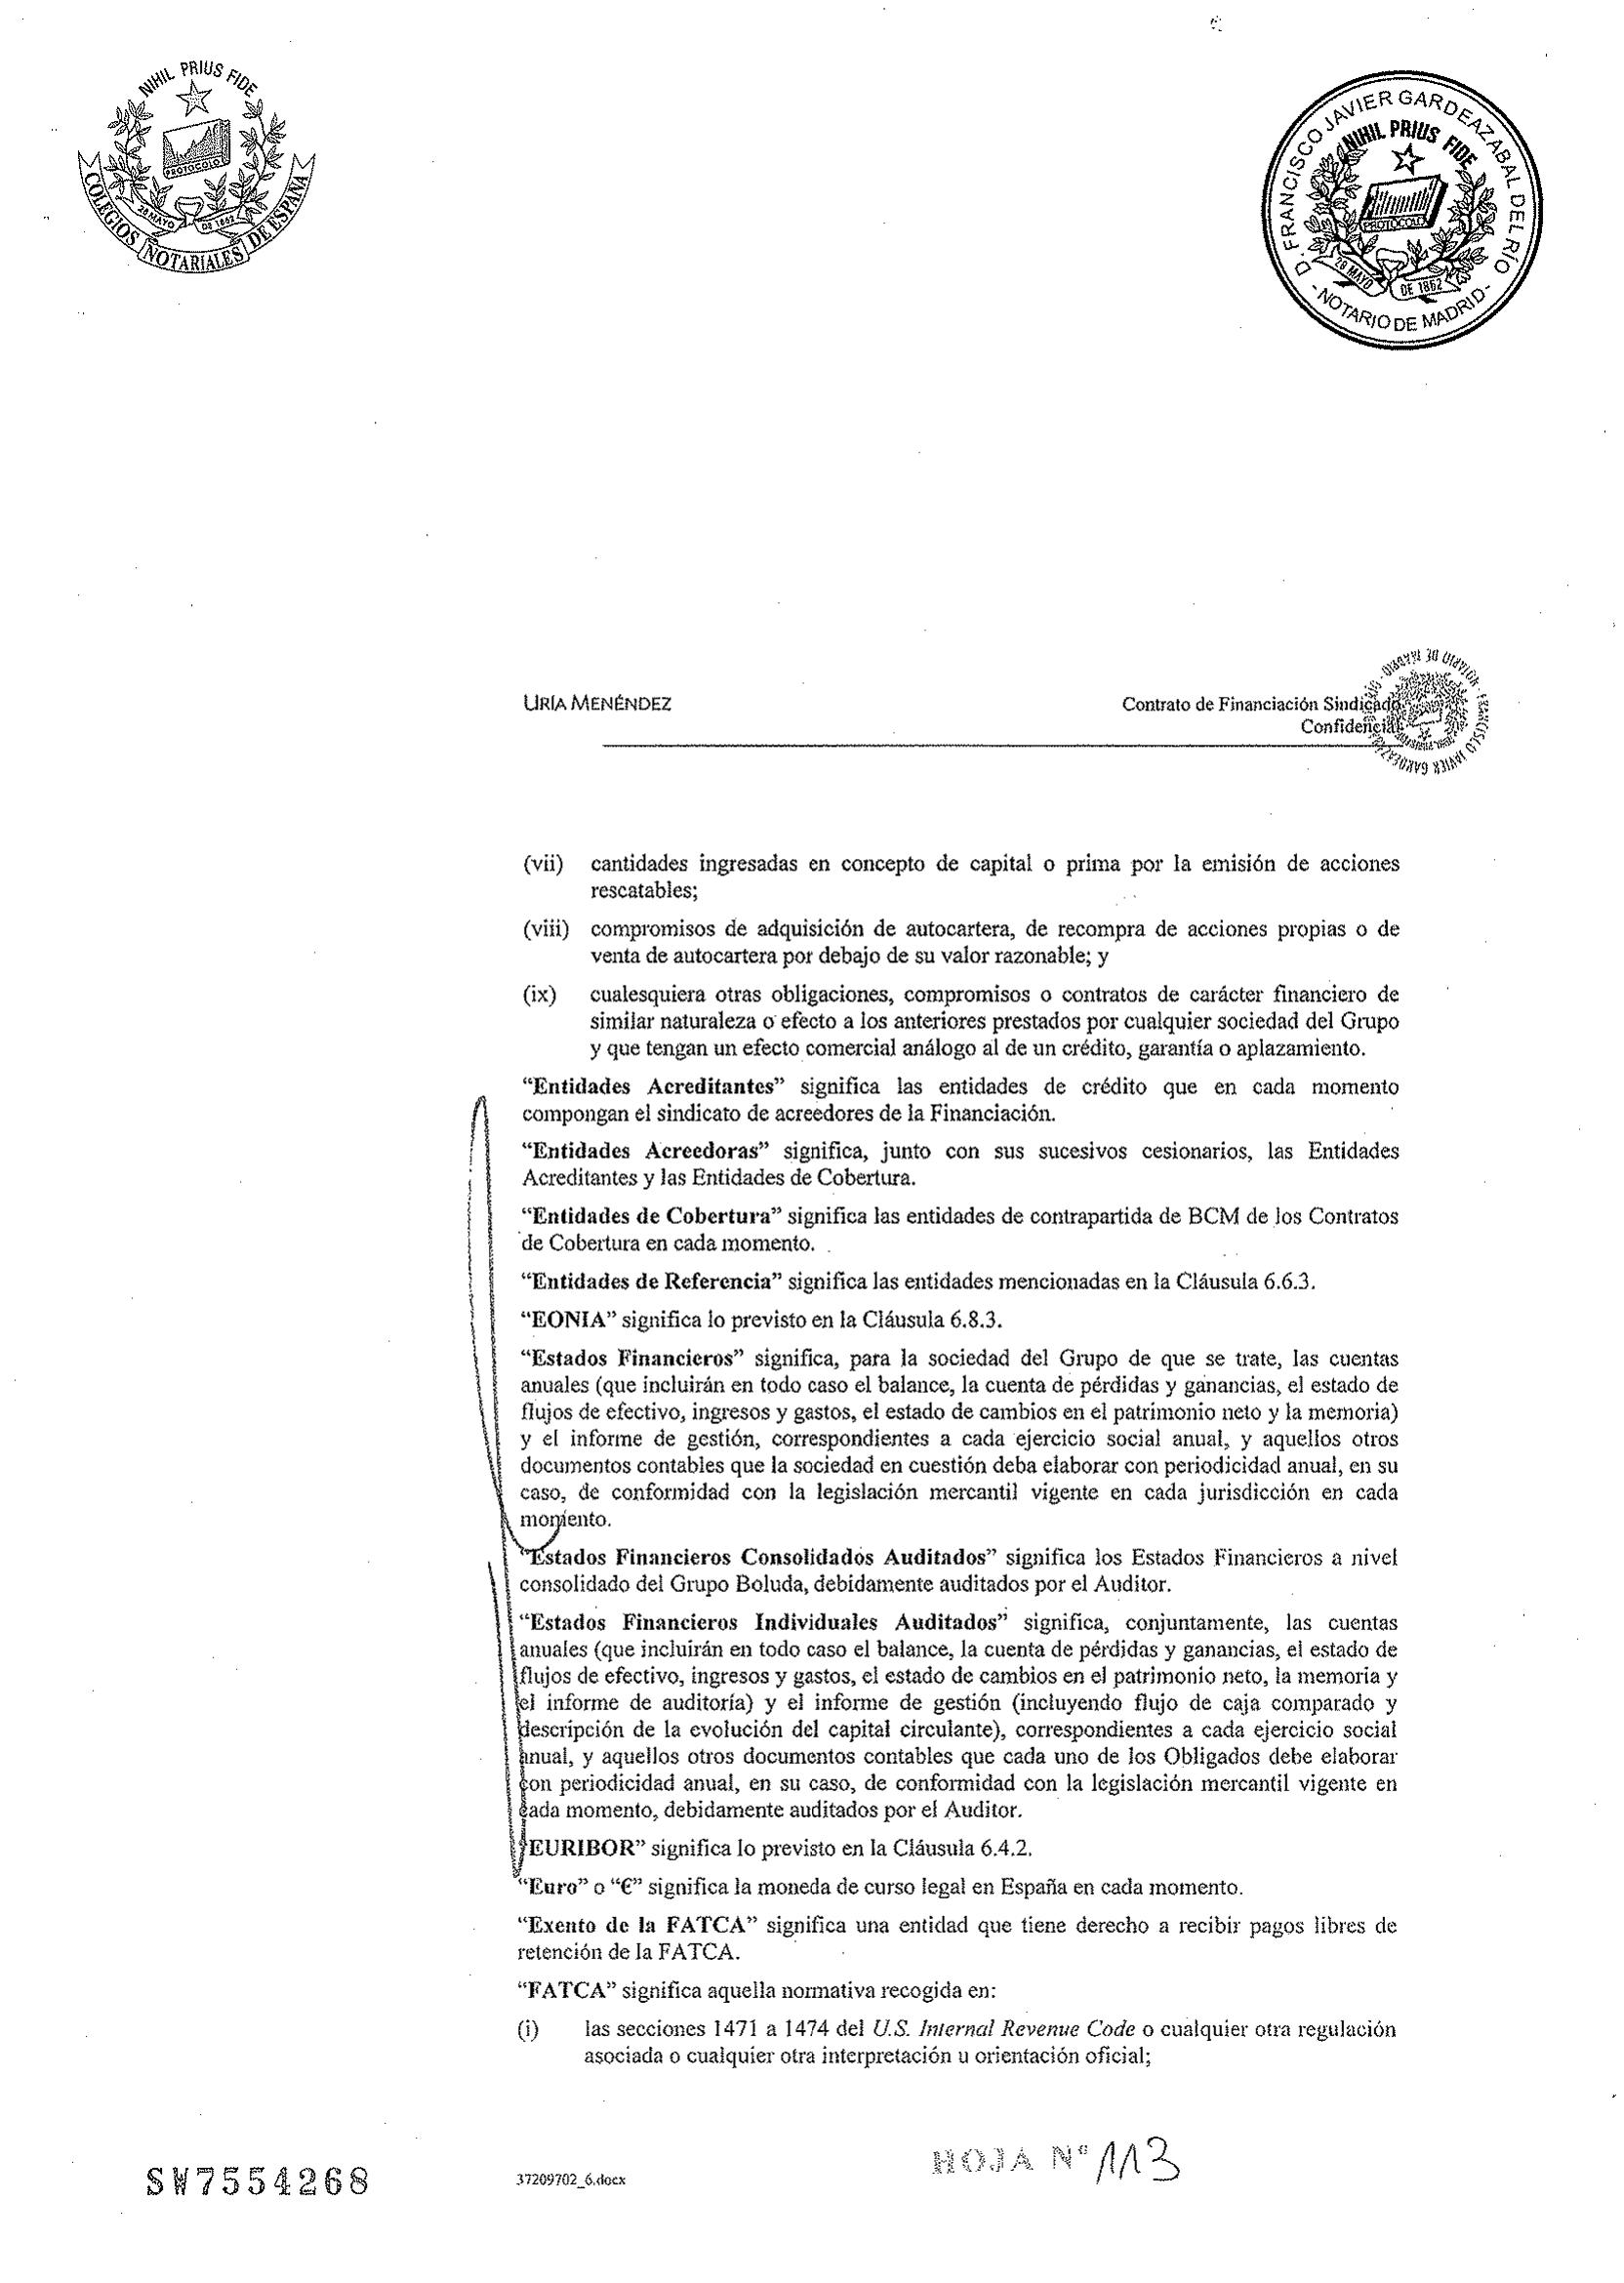 NIHIL PRIUS FIDE
PROTOCOLO
28 MAYO DE 1862
COLEGIOS NOTARIALES DE ESPAÑA
D. FRANCISCO JAVIER GARDEAZABAL DEL RÍO
NIHIL PRIUS FIDE
PROTOCOLO
28 MAYO DE 1862
- NOTARIO DE MADRID -
URÍA MENÉNDEZ
Contrato de Financiación Sindicado
Confidencial
(vii) cantidades ingresadas en concepto de capital o prima por la emisión de acciones
rescatables;
(viii) compromisos de adquisición de autocartera, de recompra de acciones propias o de
venta de autocartera por debajo de su valor razonable; y
(ix) cualesquiera otras obligaciones, compromisos o contratos de carácter financiero de
similar naturaleza o efecto a los anteriores prestados por cualquier sociedad del Grupo
y que tengan un efecto comercial análogo al de un crédito, garantía o aplazamiento.
“Entidades Acreditantes” significa las entidades de crédito que en cada momento
compongan el sindicato de acreedores de la Financiación.
“Entidades Acreedoras” significa, junto con sus sucesivos cesionarios, las Entidades
Acreditantes y las Entidades de Cobertura.
“Entidades de Cobertura” significa las entidades de contrapartida de BCM de los Contratos
de Cobertura en cada momento.
“Entidades de Referencia” significa las entidades mencionadas en la Cláusula 6.6.3.
“EONIA” significa lo previsto en la Cláusula 6.8.3.
“Estados Financieros” significa, para la sociedad del Grupo de que se trate, las cuentas
anuales (que incluirán en todo caso el balance, la cuenta de pérdidas y ganancias, el estado de
flujos de efectivo, ingresos y gastos, el estado de cambios en el patrimonio neto y la memoria)
y el informe de gestión, correspondientes a cada ejercicio social anual, y aquellos otros
documentos contables que la sociedad en cuestión deba elaborar con periodicidad anual, en su
caso, de conformidad con la legislación mercantil vigente en cada jurisdicción en cada
momento.
“Estados Financieros Consolidados Auditados” significa los Estados Financieros a nivel
consolidado del Grupo Boluda, debidamente auditados por el Auditor.
“Estados Financieros Individuales Auditados” significa, conjuntamente, las cuentas
anuales (que incluirán en todo caso el balance, la cuenta de pérdidas y ganancias, el estado de
flujos de efectivo, ingresos y gastos, el estado de cambios en el patrimonio neto, la memoria y
el informe de auditoría) y el informe de gestión (incluyendo flujo de caja comparado y
descripción de la evolución del capital circulante), correspondientes a cada ejercicio social
anual, y aquellos otros documentos contables que cada uno de los Obligados debe elaborar
con periodicidad anual, en su caso, de conformidad con la legislación mercantil vigente en
cada momento, debidamente auditados por el Auditor.
“EURIBOR” significa lo previsto en la Cláusula 6.4.2.
“Euro” o “€” significa la moneda de curso legal en España en cada momento.
“Exento de la FATCA” significa una entidad que tiene derecho a recibir pagos libres de
retención de la FATCA.
“FATCA” significa aquella normativa recogida en:
(i) las secciones 1471 a 1474 del U.S. Internal Revenue Code o cualquier otra regulación
asociada o cualquier otra interpretación u orientación oficial;
HOJA Nº 113
SW7554268
37209702_6.docx